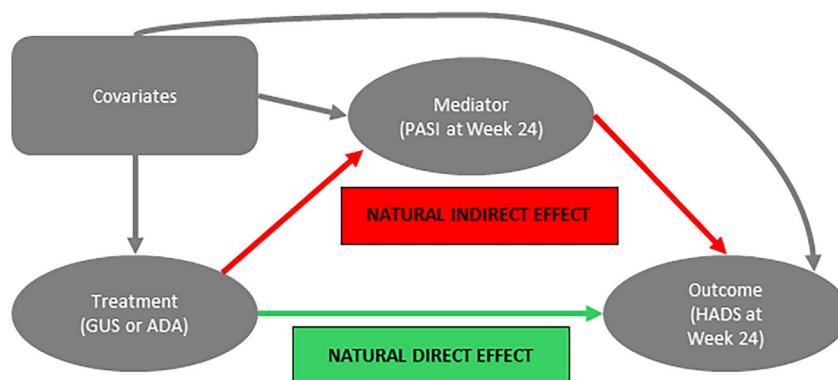 Covariates
Mediator
(PASI at Week 24)
NATURAL INDIRECT EFFECT
Treatment
(GUS or ADA)
Outcome
(HADS at
Week 24)
NATURAL DIRECT EFFECT